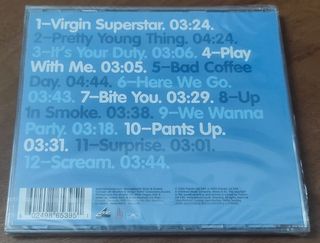 1–Virgin Superstar. 03:24.
2–Pretty Young Thing. 04:24.
3–It's Your Duty. 03:06. 4–Play
With Me. 03:05. 5–Bad Coffee
Day. 04:44. 6–Here We Go.
03:43. 7–Bite You. 03:29. 8–Up
In Smoke. 03:38. 9–We Wanna
Party. 03:18. 10–Pants Up.
03:31. 11–Surprise. 03:01.
12–Scream. 03:44.